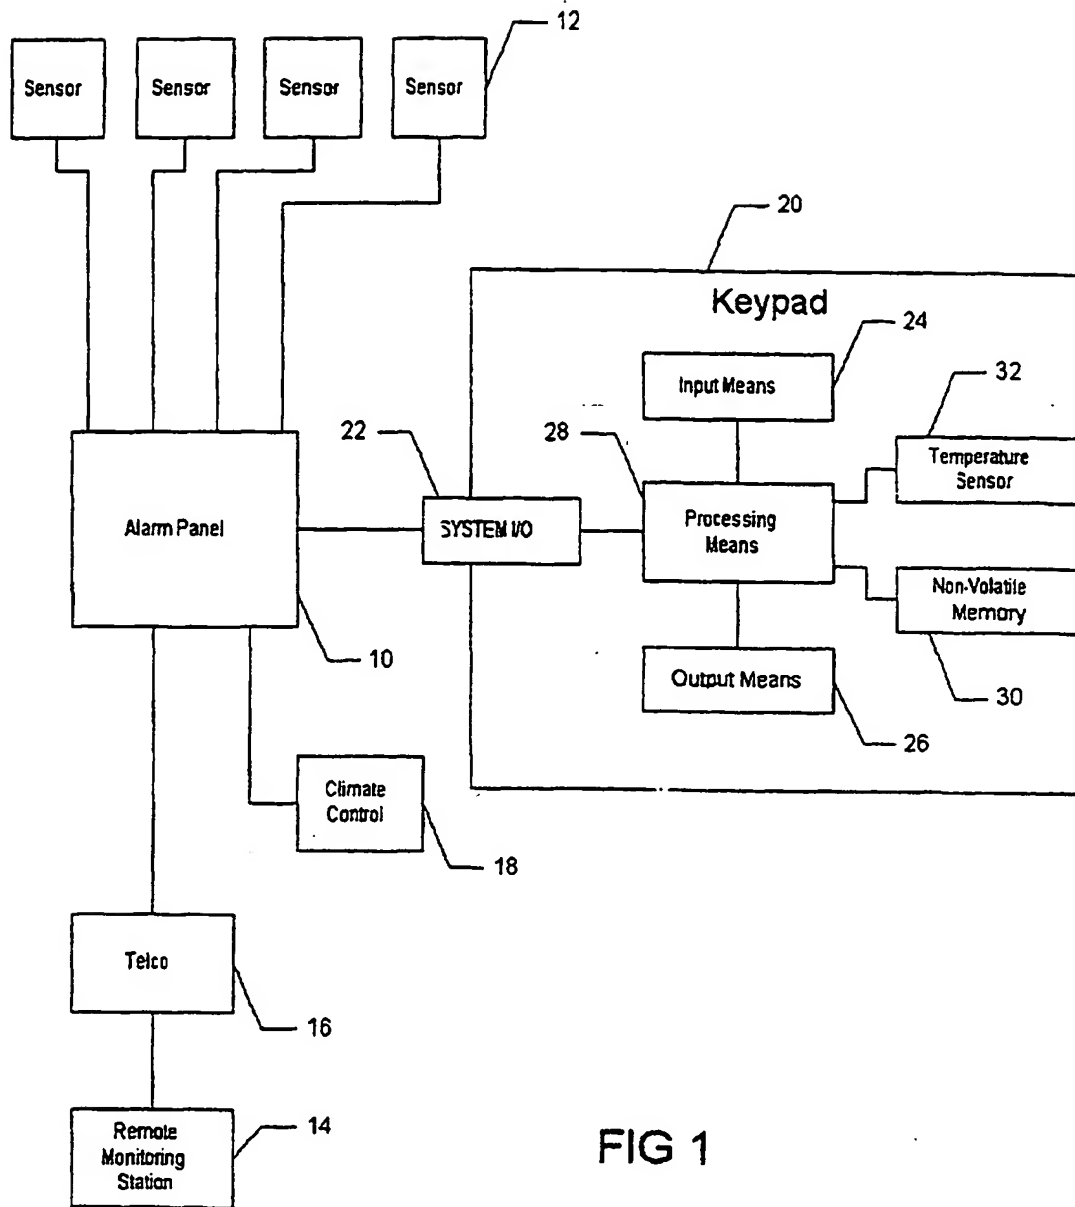 12
Sensor
Sensor
Sensor
Sensor
20
Keypad
24
Input Means
32
22
28
Temperature
Sensor
Alarm Panel
SYSTEM I/O
Processing
Means
Non-Volatile
Memory
10
Output Means
30
26
Climate
Control
18
Telco
16
Remote
Monitoring
Station
14
FIG 1